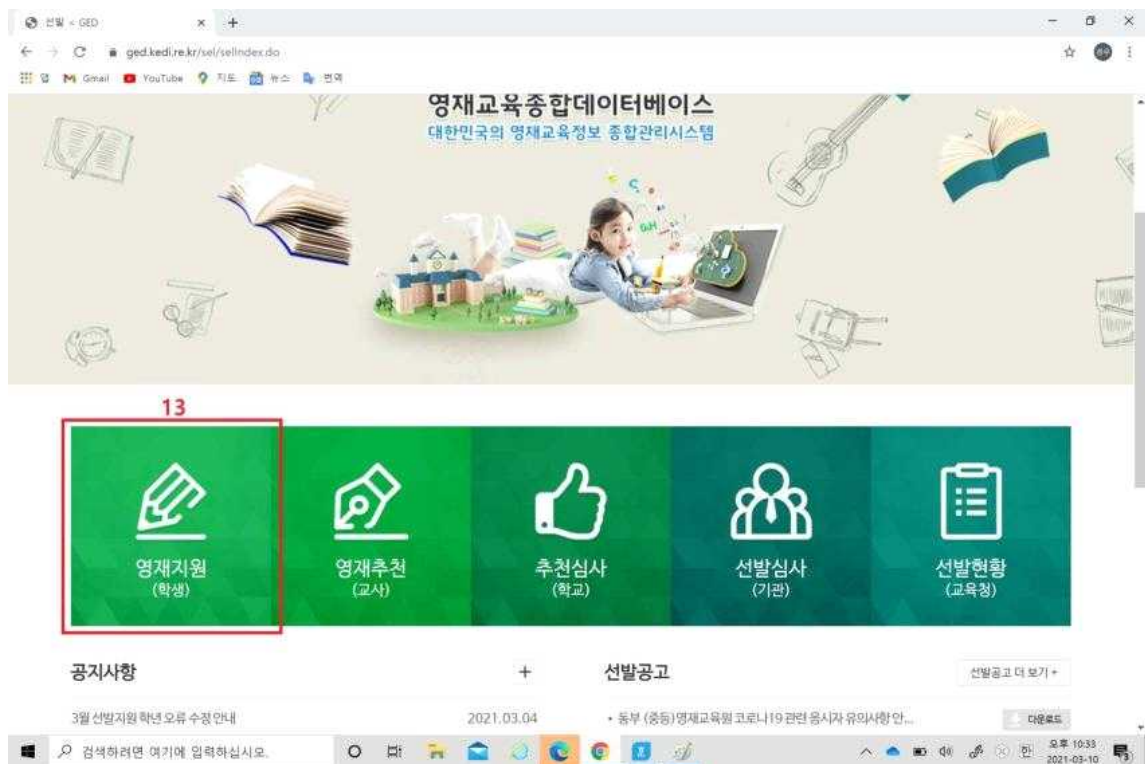 선발 < GED
ged.kedi.re.kr/sel/selIndex.do
앱 Gmail YouTube 지도 뉴스 번역
영재교육종합데이터베이스
대한민국의 영재교육정보 종합관리시스템
13
영재지원
(학생)
영재추천
(교사)
추천심사
(학교)
선발심사
(기관)
선발현황
(교육청)
공지사항 +
선발공고 선발공고 더 보기 +
3월 선발지원 학년 오류 수정 안내 2021.03.04
• 동부 (중등)영재교육원 코로나19 관련 응시자 유의사항 안... 다운로드
검색하려면 여기에 입력하십시오.
한
오후 10:33
2021-03-10